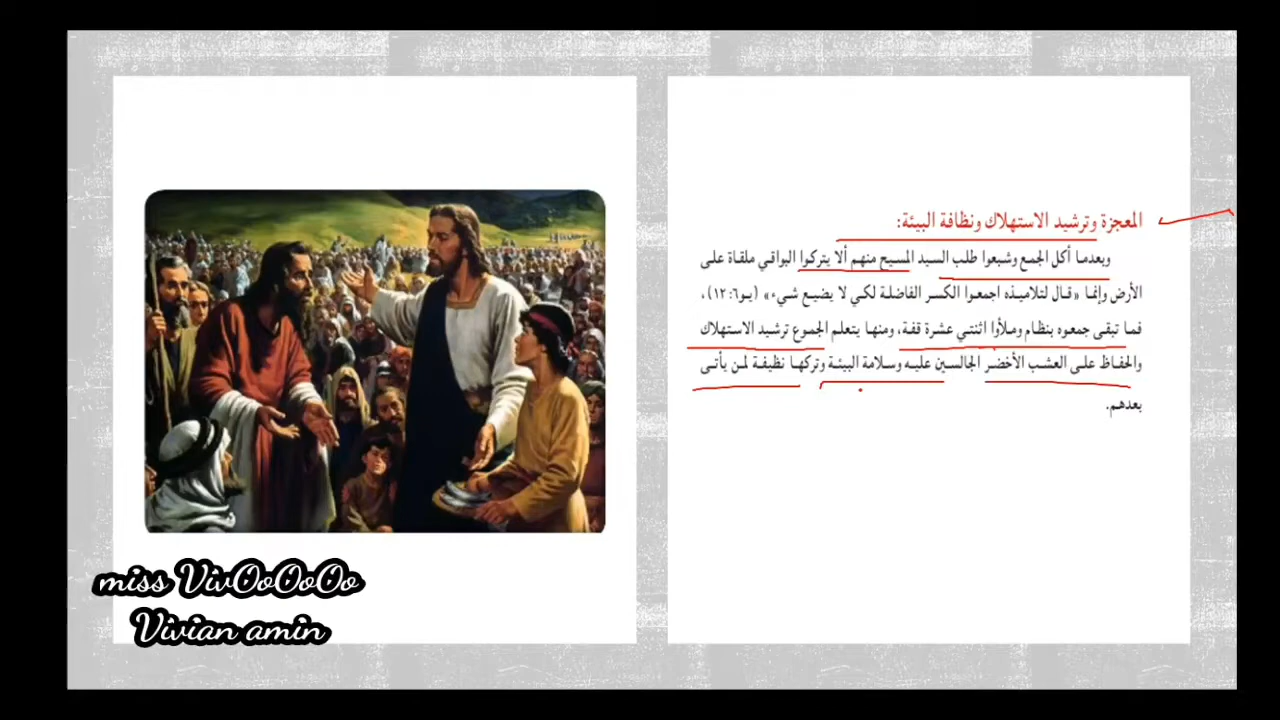 المعجزة وترشيد الاستهلاك ونظافة البيئة:
وبعدما أكل الجمع وشبعوا طلب السيد المسيح منهم ألا يتركوا البواقي ملقاة على
الأرض وإنما «قال لتلاميذه اجمعوا الكسر الفاضلة لكي لا يضيع شيء» (يو٦: ١٢)،
فما تبقى جمعوه بنظام وملأوا اثنتي عشرة قفة، ومنها يتعلم الجموع ترشيد الاستهلاك
والحفاظ على العشب الأخضر الجالسين عليه وسلامة البيئة وتركها نظيفة لمن يأتى
بعدهم.
miss VivOoOoOo
Vivian amin